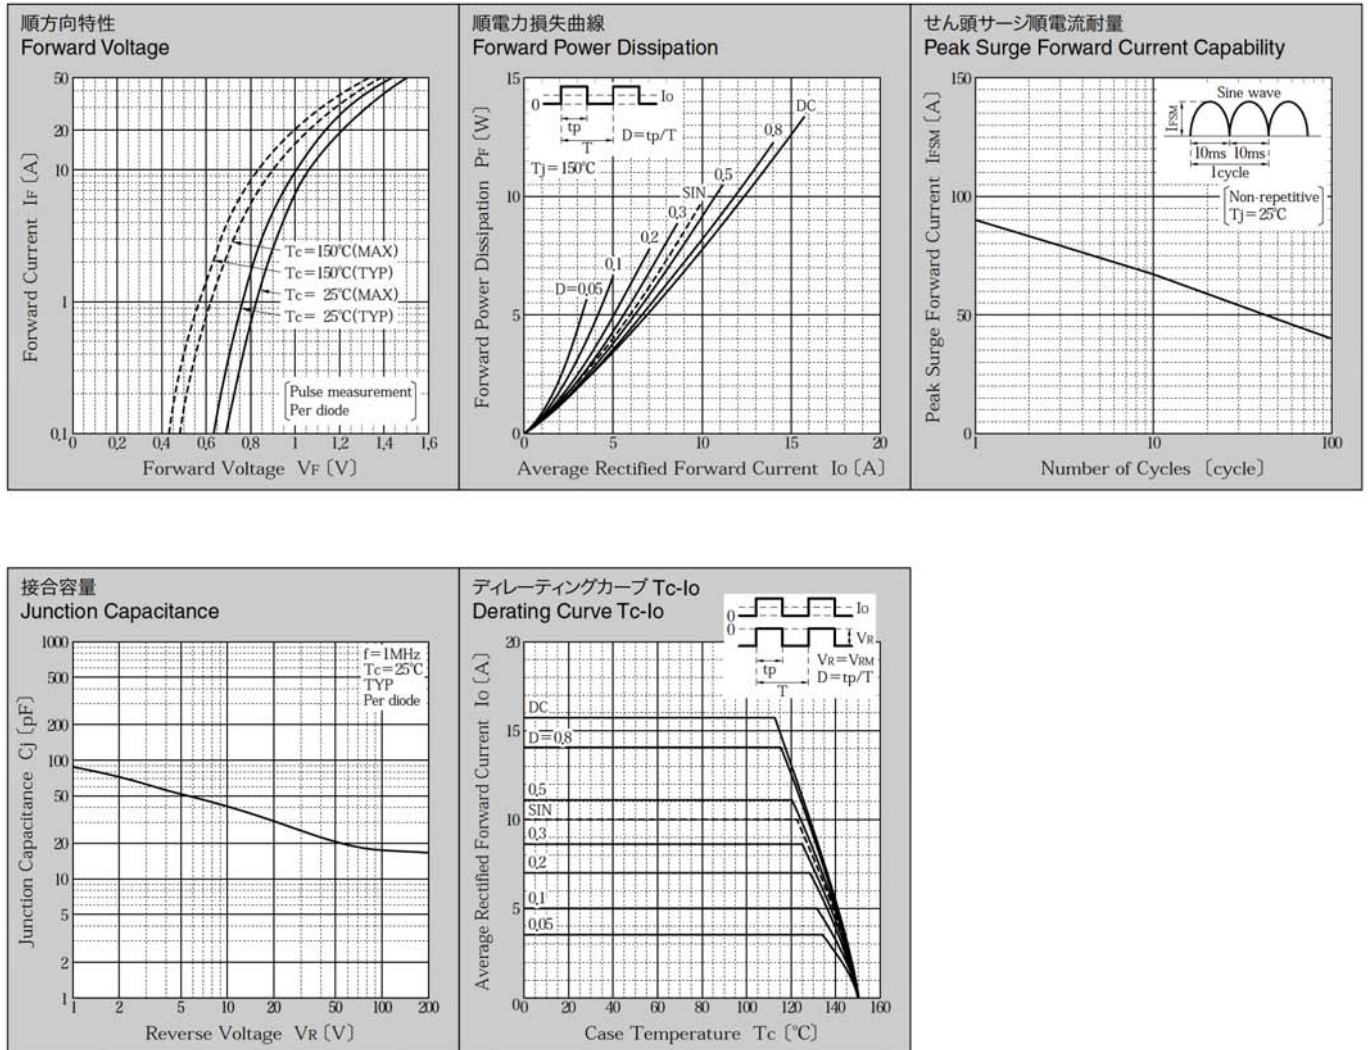 順方向特性
Forward Voltage
Forward Current IF〔A〕
50
20
10
1
0.1
Tc=150℃(MAX)
Tc=150℃(TYP)
Tc= 25℃(MAX)
Tc= 25℃(TYP)
Pulse measurement
Per diode
0 0.2 0.4 0.6 0.8 1 1.2 1.4 1.6
Forward Voltage VF〔V〕
順電力損失曲線
Forward Power Dissipation
Forward Power Dissipation PF〔W〕
15
10
5
0
0 Io
tp
T D=tp/T
Tj=150℃
DC
0.8
0.5
SIN
0.3
0.2
0.1
D=0.05
5 10 15 20
Average Rectified Forward Current Io〔A〕
せん頭サージ順電流耐量
Peak Surge Forward Current Capability
Peak Surge Forward Current IFSM〔A〕
150
100
50
0
Sine wave
IFSM
10ms 10ms
1cycle
Non-repetitive
Tj=25℃
1 10 100
Number of Cycles 〔cycle〕
接合容量
Junction Capacitance
Junction Capacitance Cj〔pF〕
1000
500
200
100
50
20
10
5
2
1
f=1MHz
Tc=25℃
TYP
Per diode
1 2 5 10 20 50 100 200
Reverse Voltage VR〔V〕
ディレーティングカーブ Tc-Io
Derating Curve Tc-Io
Average Rectified Forward Current Io〔A〕
20
15
10
5
0
0 Io
0 VR
tp
T
VR=VRM
D=tp/T
DC
D=0.8
0.5
SIN
0.3
0.2
0.1
0.05
0 20 40 60 80 100 120 140 160
Case Temperature Tc〔℃〕